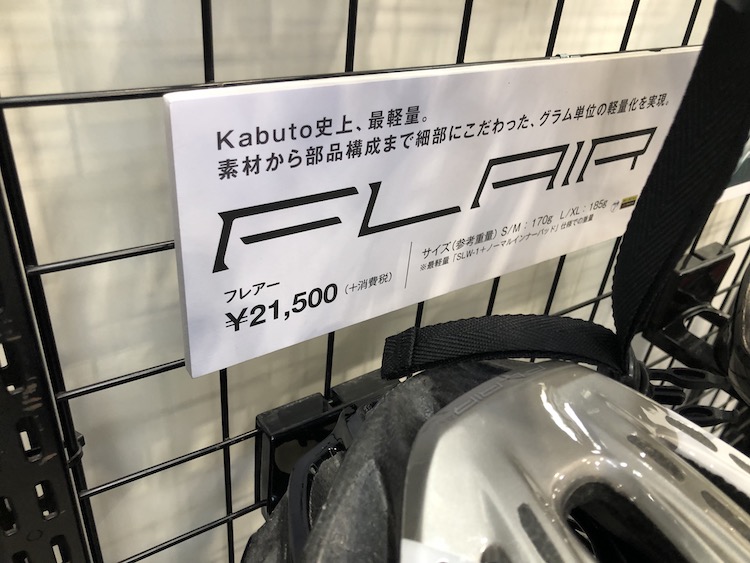 Kabuto史上、最軽量。
素材から部品構成まで細部にこだわった、グラム単位の軽量化を実現。
FLAIR
フレアー
¥21,500(+消費税)
サイズ(参考重量) S/M:170g L/XL:185g
※最軽量「SLW-1+ノーマルインナーパッド」仕様での重量